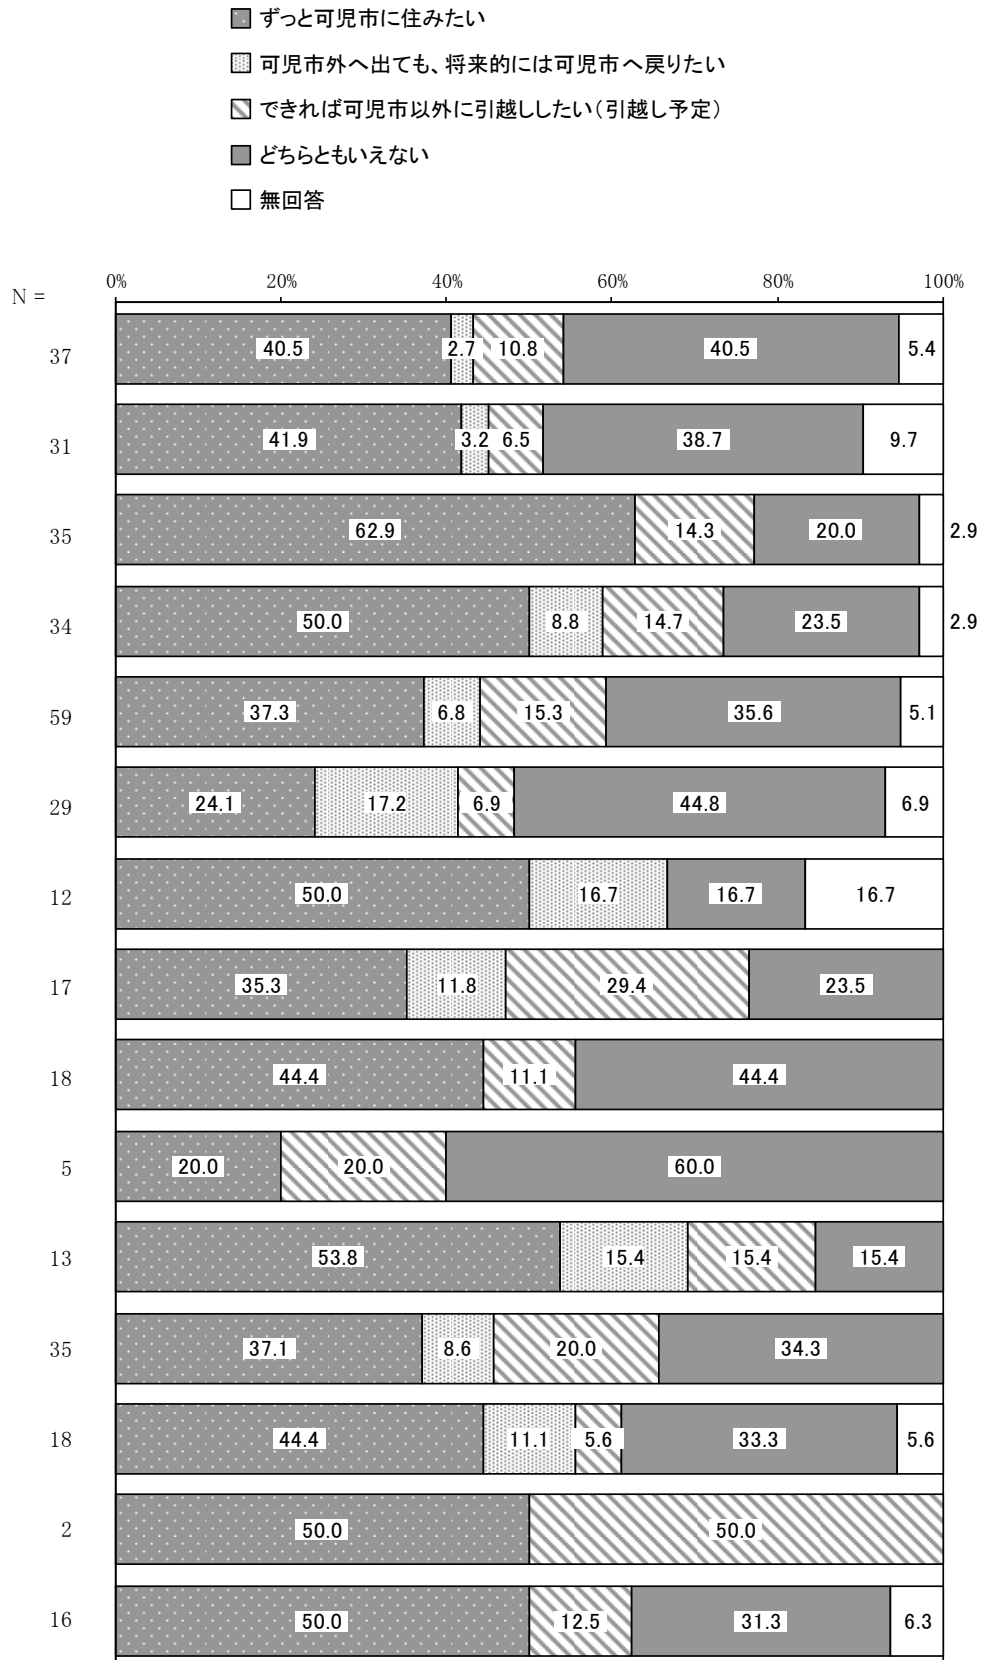 ずっと可児市に住みたい
可児市外へ出ても、将来的には可児市へ戻りたい
できれば可児市以外に引越ししたい（引越し予定）
どちらともいえない
無回答
N = 0% 20% 40% 60% 80% 100%
37 40.5 2.7 10.8 40.5 5.4
31 41.9 3.2 6.5 38.7 9.7
35 62.9 14.3 20.0 2.9
34 50.0 8.8 14.7 23.5 2.9
59 37.3 6.8 15.3 35.6 5.1
29 24.1 17.2 6.9 44.8 6.9
12 50.0 16.7 16.7 16.7
17 35.3 11.8 29.4 23.5
18 44.4 11.1 44.4
5 20.0 20.0 60.0
13 53.8 15.4 15.4 15.4
35 37.1 8.6 20.0 34.3
18 44.4 11.1 5.6 33.3 5.6
2 50.0 50.0
16 50.0 12.5 31.3 6.3